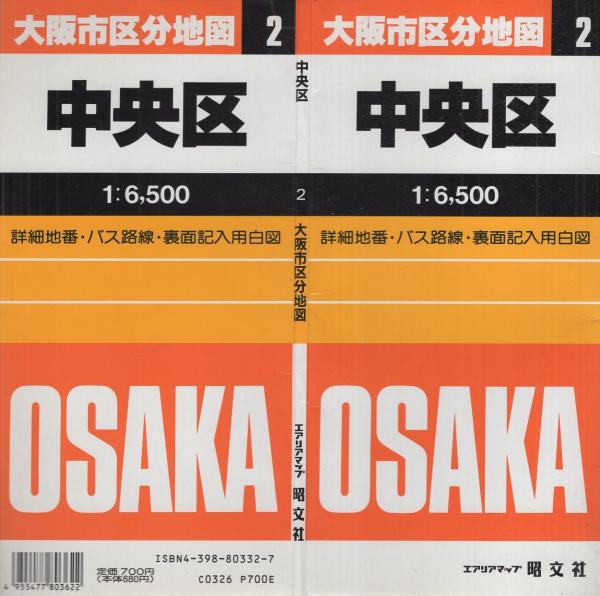 大阪市区分地図 2
中央区
1:6,500
詳細地番・バス路線・裏面記入用白図
OSAKA
ISBN4-398-80332-7
定価 700円
(本体680円)
C0326 P700E
4 955477 803622
中央区
2
大阪市区分地図
エアリアマップ 昭文社
大阪市区分地図 2
中央区
1:6,500
詳細地番・バス路線・裏面記入用白図
OSAKA
エアリアマップ 昭文社